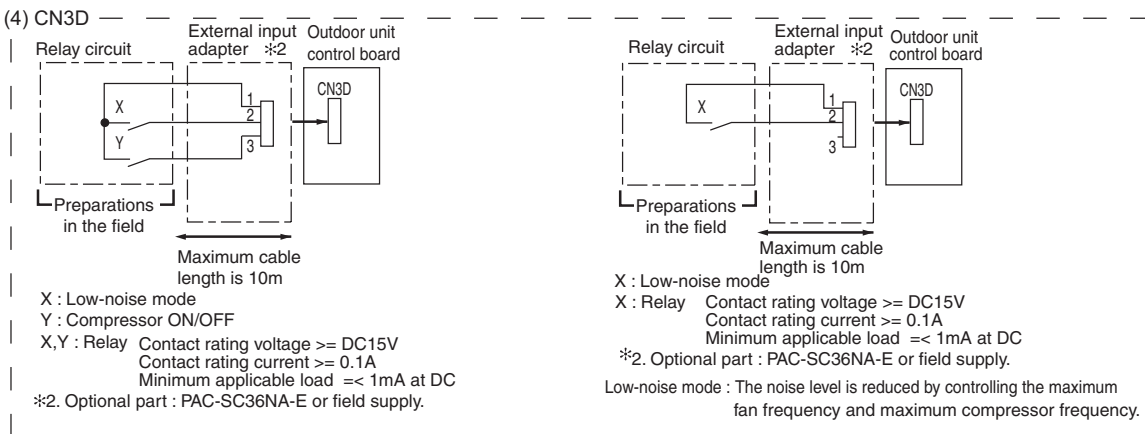 (4) CN3D
Relay circuit
External input
adapter ※2
Outdoor unit
control board
X
Y
1
2
3
CN3D
Preparations
in the field
Maximum cable
length is 10m
X : Low-noise mode
Y : Compressor ON/OFF
X,Y : Relay Contact rating voltage >= DC15V
Contact rating current >= 0.1A
Minimum applicable load =< 1mA at DC
※2. Optional part : PAC-SC36NA-E or field supply.
Relay circuit
External input
adapter ※2
Outdoor unit
control board
X
1
2
3
CN3D
Preparations
in the field
Maximum cable
length is 10m
X : Low-noise mode
X : Relay Contact rating voltage >= DC15V
Contact rating current >= 0.1A
Minimum applicable load =< 1mA at DC
※2. Optional part : PAC-SC36NA-E or field supply.
Low-noise mode : The noise level is reduced by controlling the maximum
fan frequency and maximum compressor frequency.